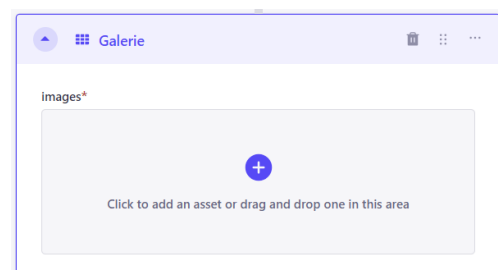 Galerie
images*
Click to add an asset or drag and drop one in this area